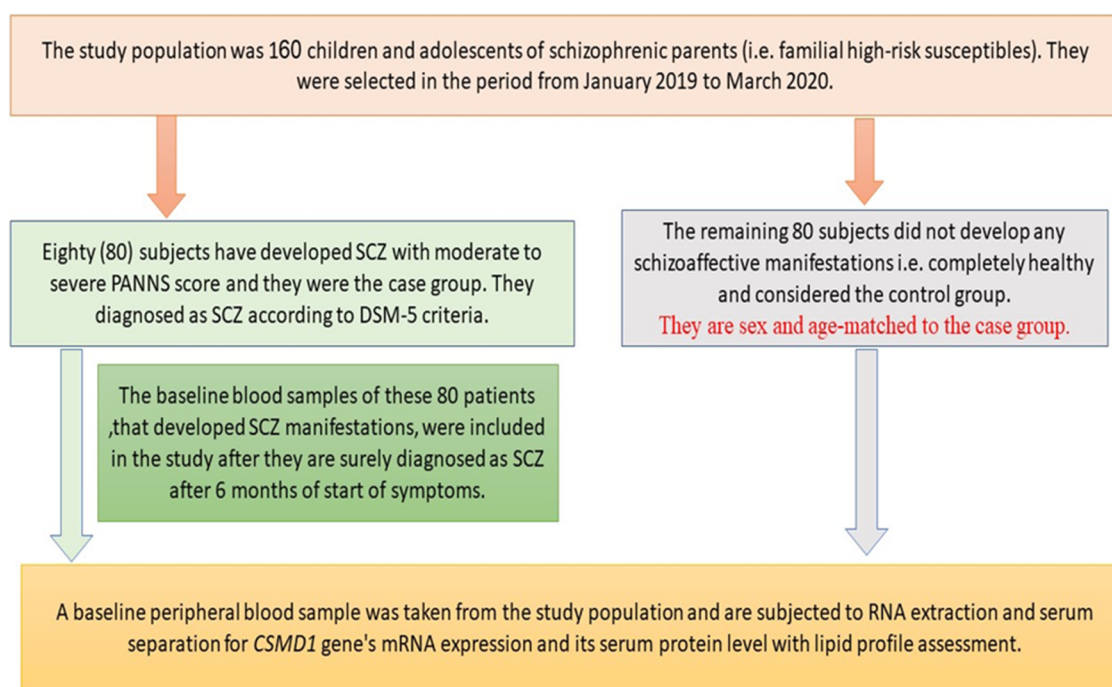 The study population was 160 children and adolescents of schizophrenic parents (i.e. familial high-risk susceptibles). They
were selected in the period from January 2019 to March 2020.
Eighty (80) subjects have developed SCZ with moderate to
severe PANNS score and they were the case group. They
diagnosed as SCZ according to DSM-5 criteria.
The remaining 80 subjects did not develop any
schizoaffective manifestations i.e. completely healthy
and considered the control group.
They are sex and age-matched to the case group.
The baseline blood samples of these 80 patients
,that developed SCZ manifestations, were included
in the study after they are surely diagnosed as SCZ
after 6 months of start of symptoms.
A baseline peripheral blood sample was taken from the study population and are subjected to RNA extraction and serum
separation for CSMD1 gene's mRNA expression and its serum protein level with lipid profile assessment.